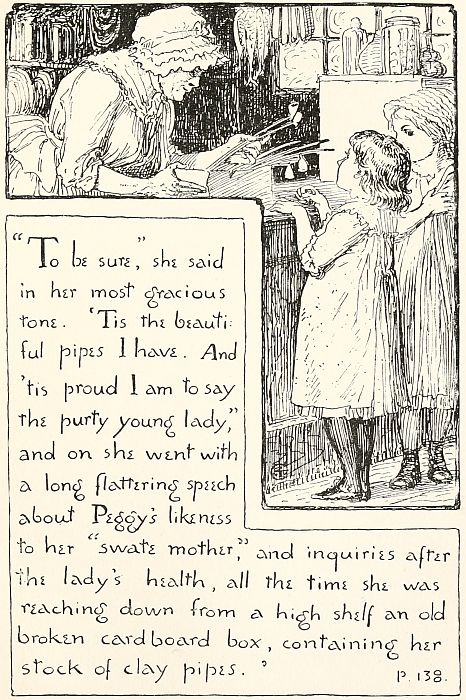 "To be sure," she said
in her most gracious
tone. 'Tis the beauti-
ful pipes I have. And
'tis proud I am to say
the purty young lady,"
and on she went with
a long flattering speech
about Peggy's likeness
to her "swate mother," and inquiries after
the lady's health, all the time she was
reaching down from a high shelf an old
broken cardboard box, containing her
stock of clay pipes.'
P. 138.